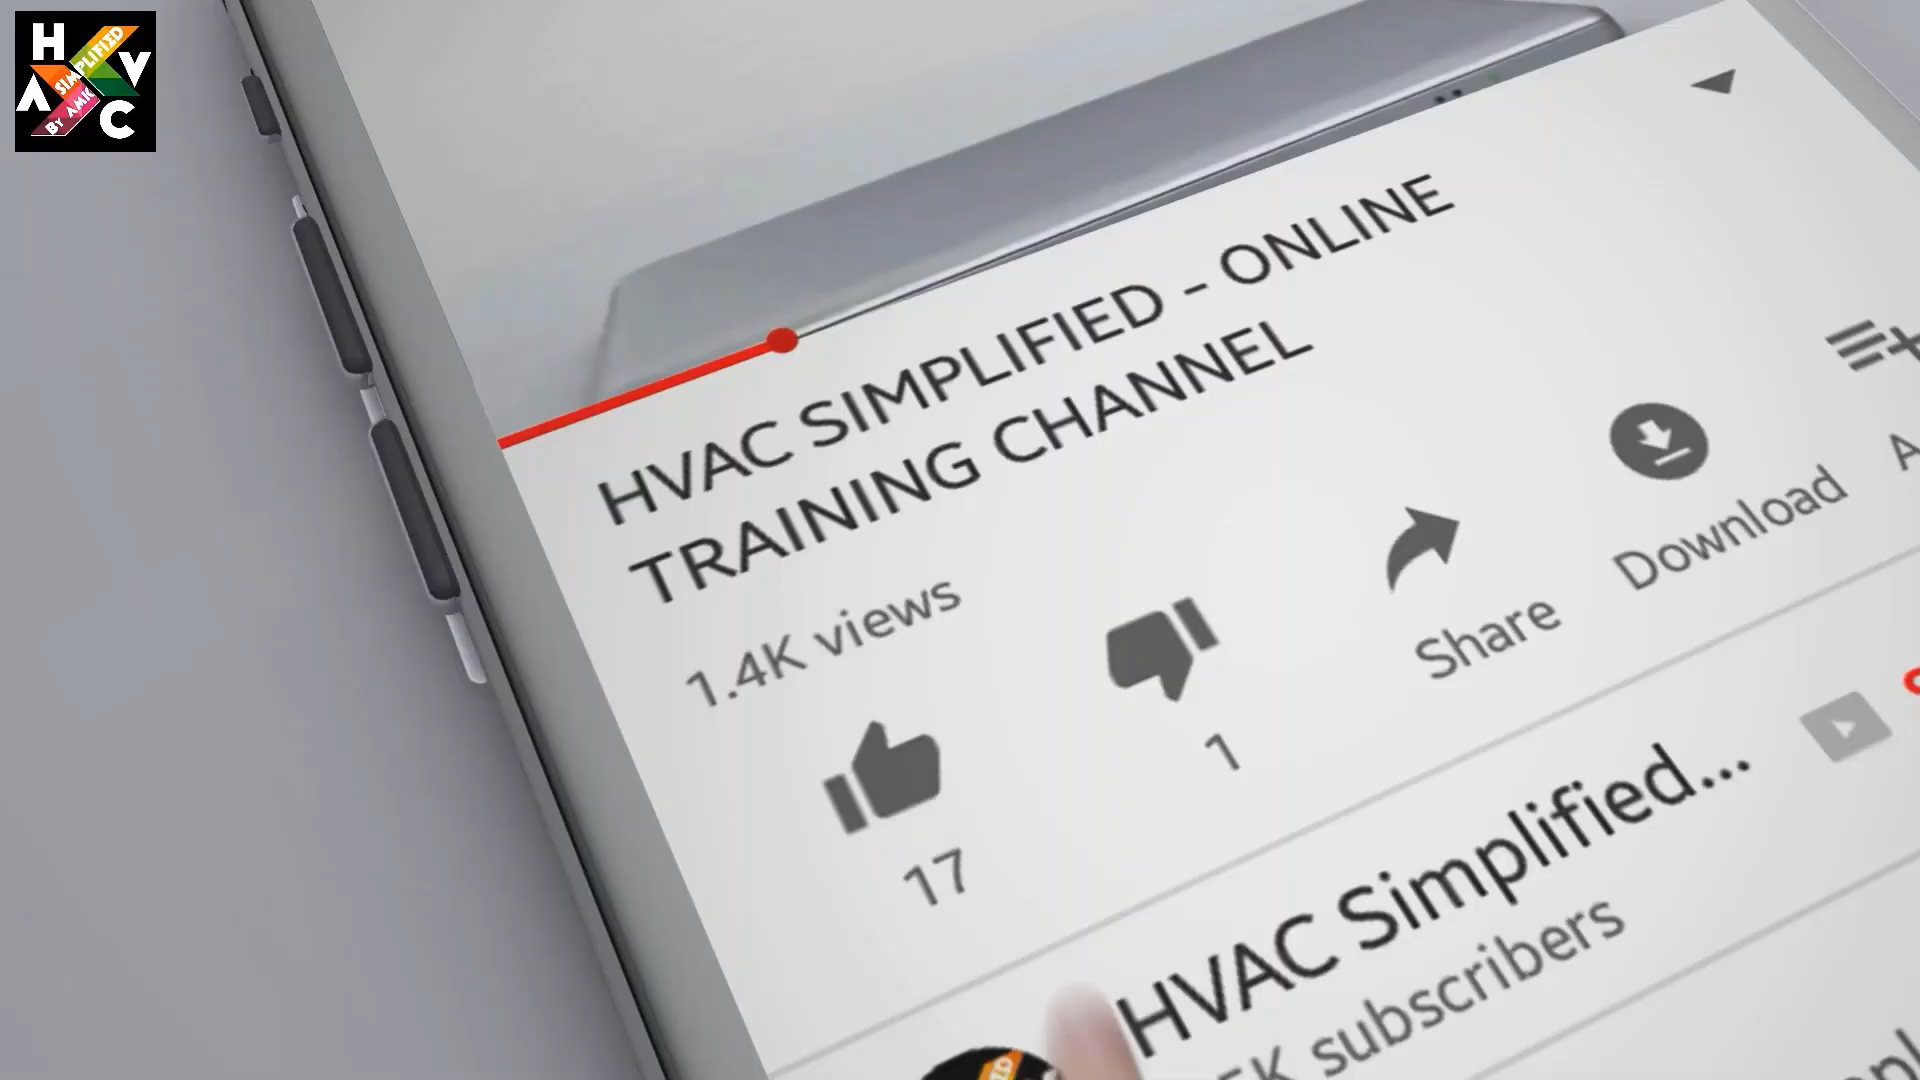 H
SIMPLIFIED
V
A
BY AMK
C
HVAC SIMPLIFIED - ONLINE
TRAINING CHANNEL
1.4K views
17
1
Share
Download
HVAC Simplified...
subscribers